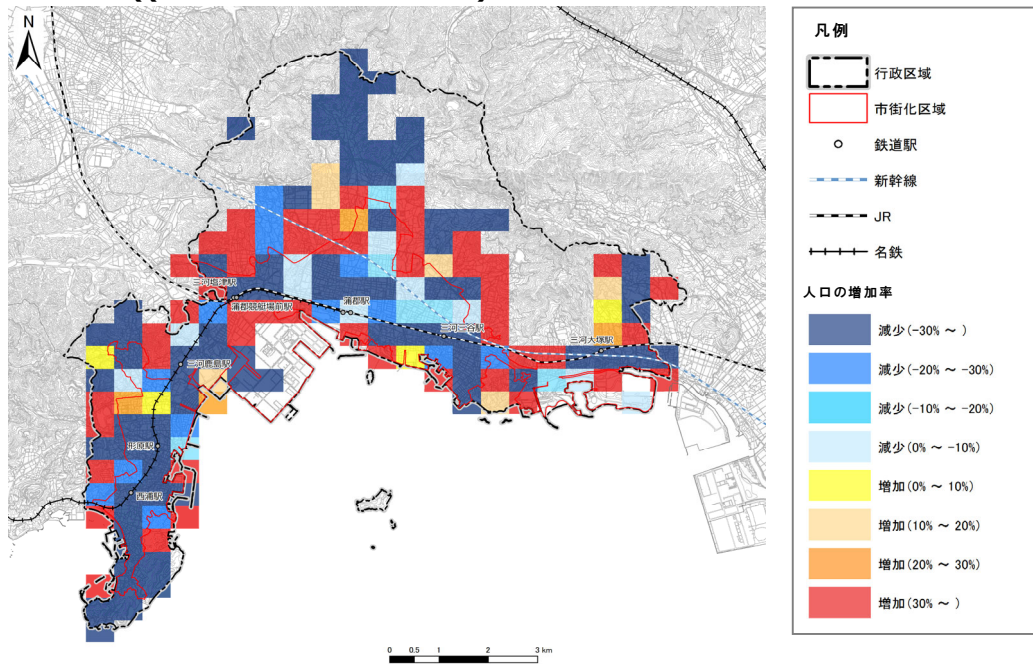 N
三河塩津駅
蒲郡競艇場前駅
蒲郡駅
三河三谷駅
三河大塚駅
三河鹿島駅
形原駅
西浦駅
0 0.5 1 2 3 km
凡例
行政区域
市街化区域
鉄道駅
新幹線
JR
名鉄
人口の増加率
減少(-30% ～ )
減少(-20% ～ -30%)
減少(-10% ～ -20%)
減少(0% ～ -10%)
増加(0% ～ 10%)
増加(10% ～ 20%)
増加(20% ～ 30%)
増加(30% ～ )